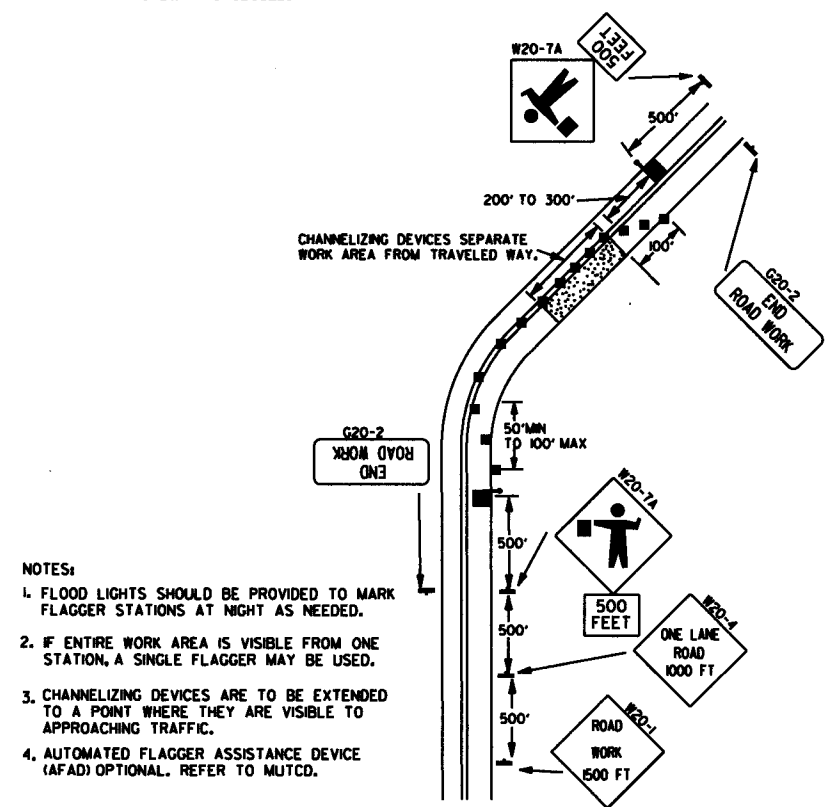 W20-7A
500
FEET
500'
200' TO 300'
CHANNELIZING DEVICES SEPARATE
WORK AREA FROM TRAVELED WAY.
100'
G20-2
END
ROAD WORK
50'MIN
TO 100' MAX
G20-2
END
ROAD WORK
W20-7A
500'
500
FEET
500'
W20-4
ONE LANE
ROAD
1000 FT
500'
W20-1
ROAD
WORK
1500 FT
NOTES:
1. FLOOD LIGHTS SHOULD BE PROVIDED TO MARK
FLAGGER STATIONS AT NIGHT AS NEEDED.
2. IF ENTIRE WORK AREA IS VISIBLE FROM ONE
STATION, A SINGLE FLAGGER MAY BE USED.
3. CHANNELIZING DEVICES ARE TO BE EXTENDED
TO A POINT WHERE THEY ARE VISIBLE TO
APPROACHING TRAFFIC.
4. AUTOMATED FLAGGER ASSISTANCE DEVICE
(AFAD) OPTIONAL. REFER TO MUTCD.